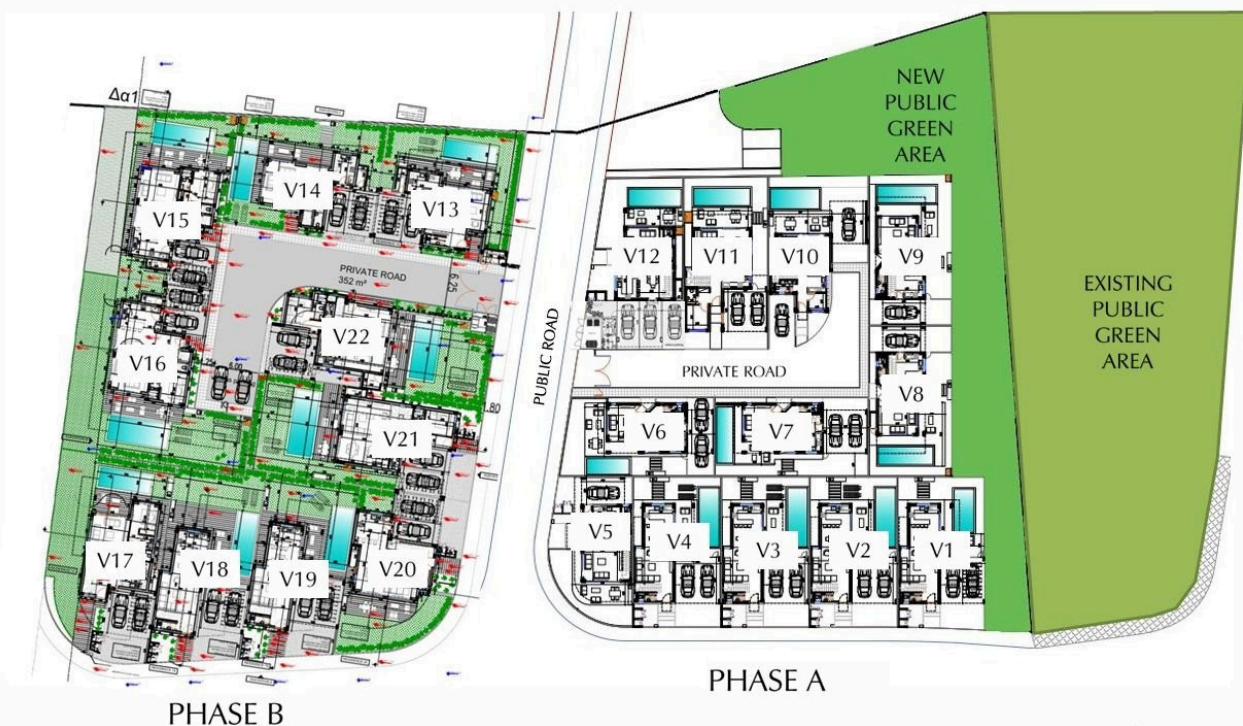 Δα1
V15
V14
V13
PRIVATE ROAD
352 m²
6.25
V22
V16
6.00
V21
80
V17
V18
V19
V20
PHASE B
PUBLIC ROAD
NEW
PUBLIC
GREEN
AREA
EXISTING
PUBLIC
GREEN
AREA
V12
V11
V10
V9
PRIVATE ROAD
V8
V6
V7
V5
V4
V3
V2
V1
PHASE A